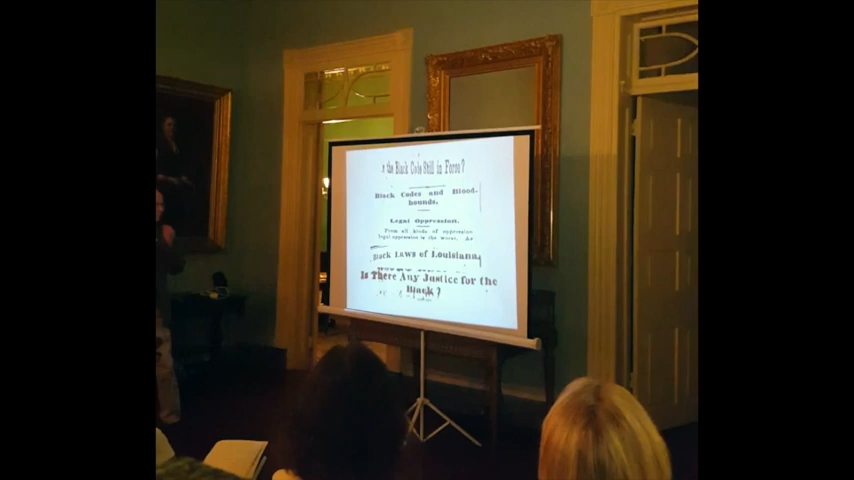 the Black Code Still in Force?
Black Codes and Blood-
hounds.
Legal Oppression.
From all kinds of oppression
legal oppression is the worst. As
Black Laws of Louisiana,
Is There Any Justice for the
Black?